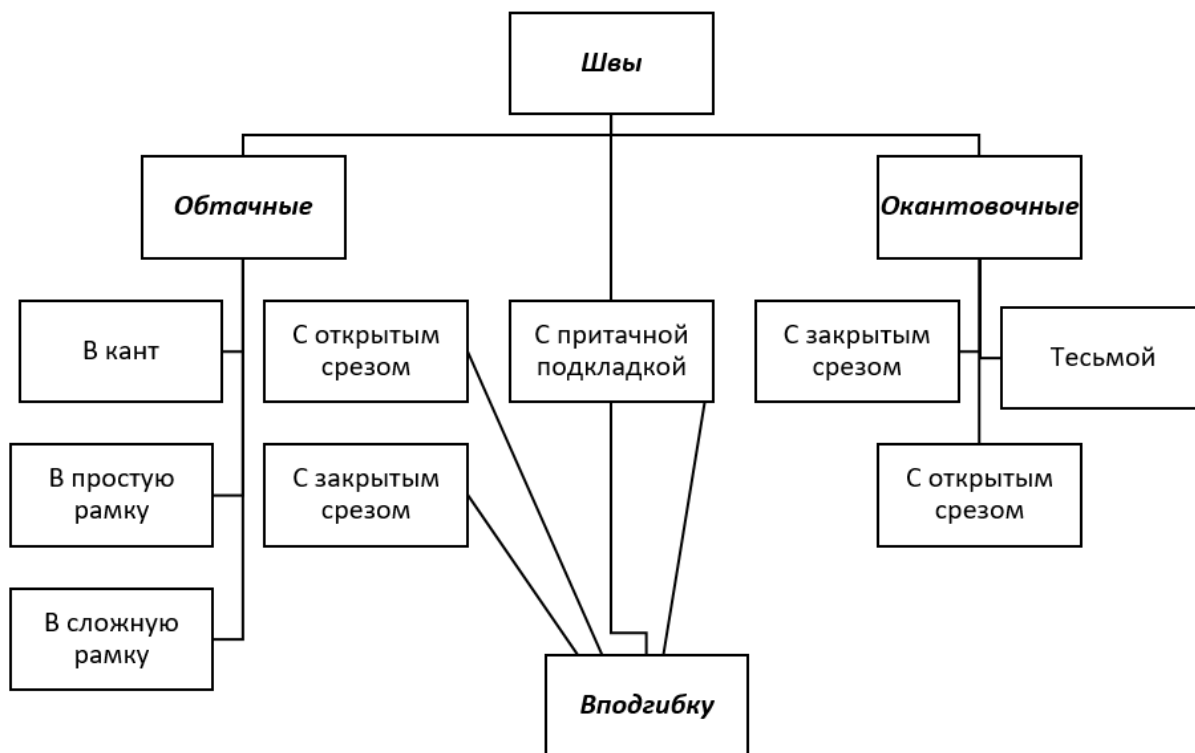 Швы
Обтачные
Окантовочные
В кант
С открытым
срезом
С притачной
подкладкой
С закрытым
срезом
Тесьмой
В простую
рамку
С закрытым
срезом
С открытым
срезом
В сложную
рамку
Вподгибку